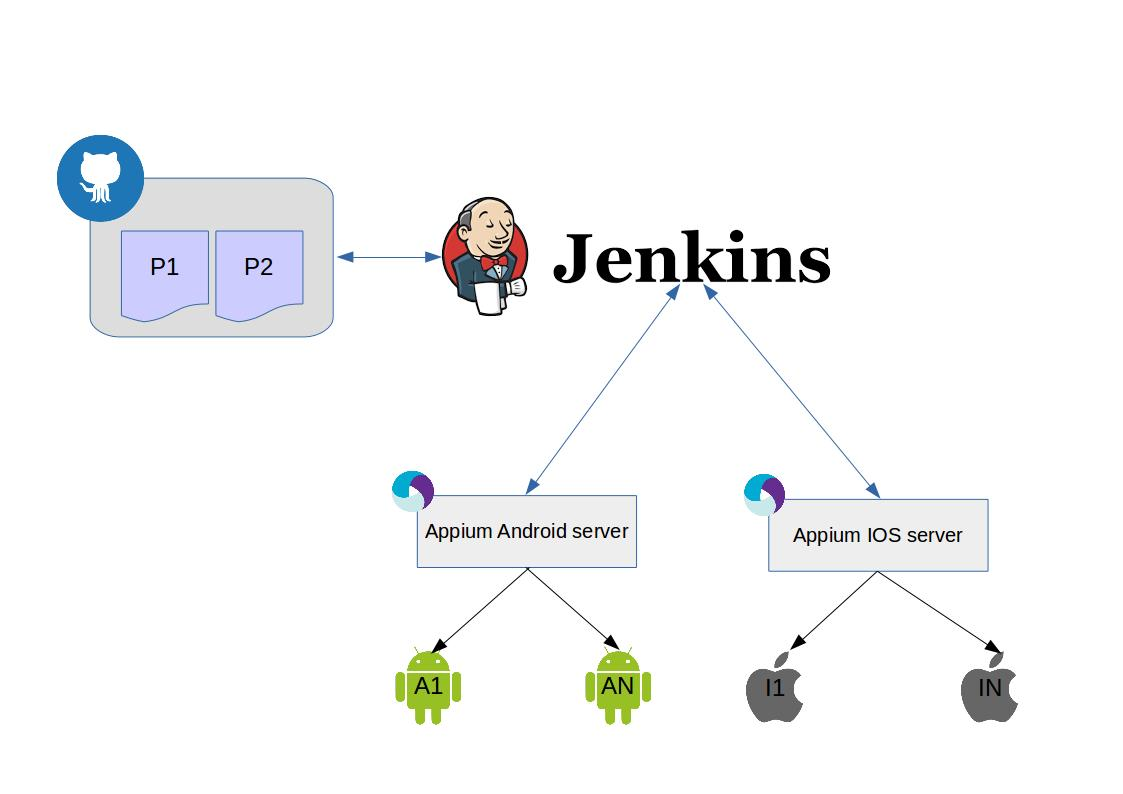 P1
P2
Jenkins
Appium Android server
Appium IOS server
A1
AN
I1
IN